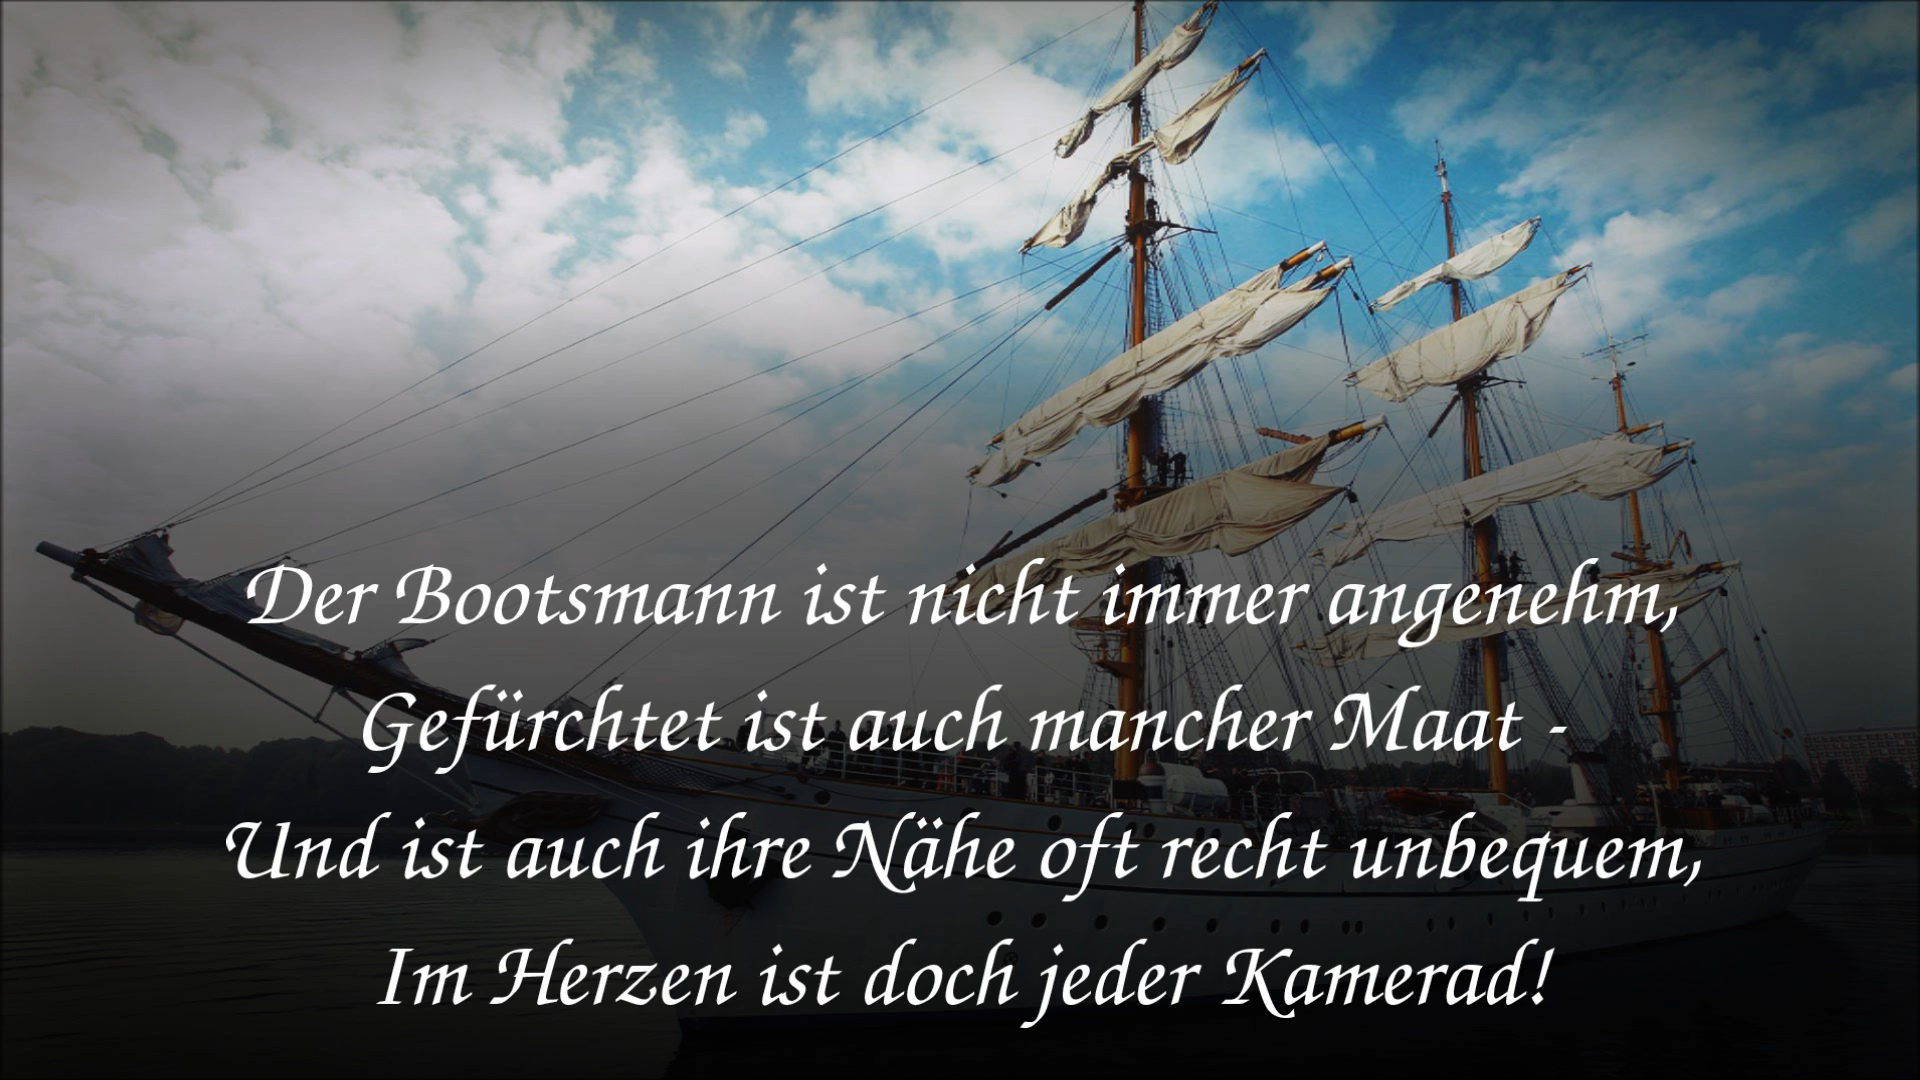 Der Bootsmann ist nicht immer angenehm,
Gefürchtet ist auch mancher Maat -
Und ist auch ihre Nähe oft recht unbequem,
Im Herzen ist doch jeder Kamerad!